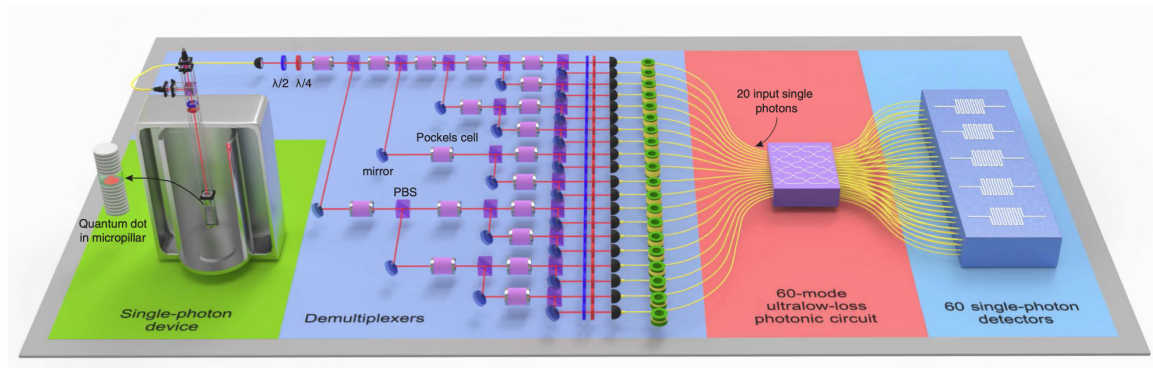 λ/2 λ/4
20 input single
photons
Pockels cell
mirror
PBS
Quantum dot
in micropillar
Single-photon
device
Demultiplexers
60-mode
ultralow-loss
photonic circuit
60 single-photon
detectors